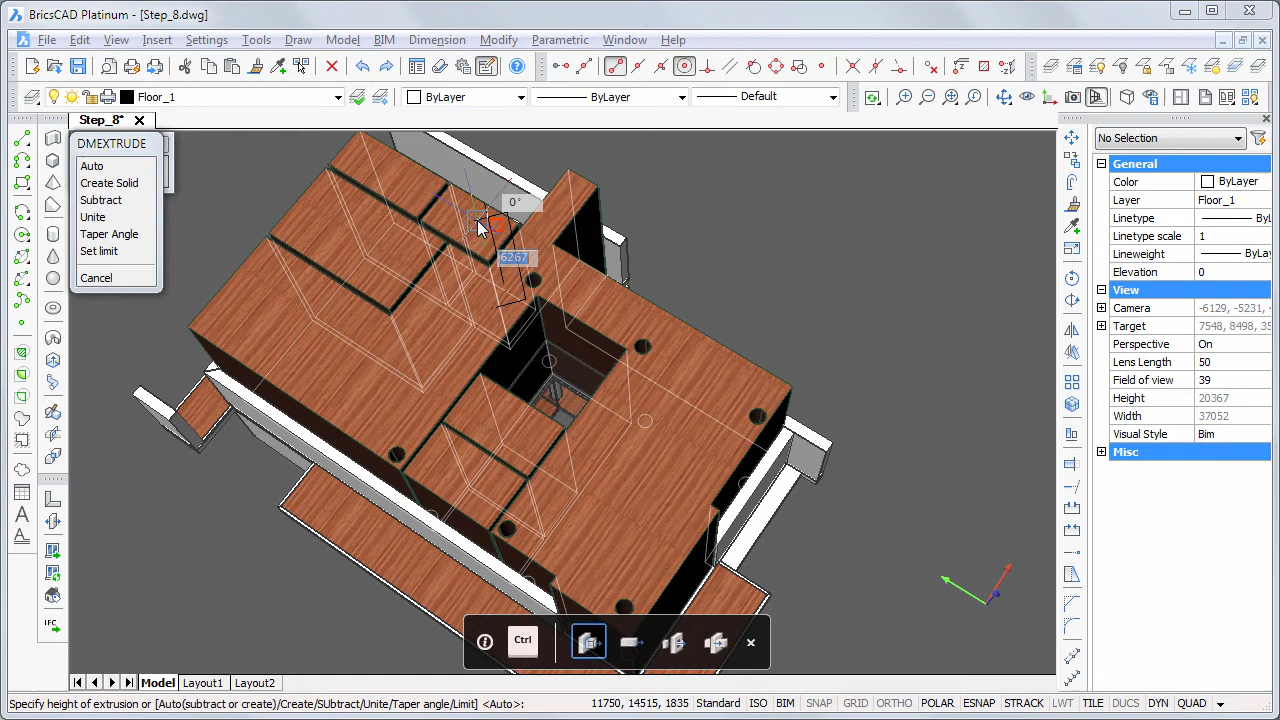 BricsCAD Platinum - [Step_8.dwg]
File Edit View Insert Settings Tools Draw Model BIM Dimension Modify Parametric Window Help
Floor_1 ByLayer ByLayer Default
Step_8*
DMEXTRUDE
Auto
Create Solid
Subtract
Unite
Taper Angle
Set limit
Cancel
0°
6267
No Selection
General
Color ByLayer
Layer Floor_1
Linetype ByL
Linetype scale 1
Lineweight ByLa
Elevation 0
View
Camera -6129, -5231, 4
Target 7548, 8498, 35
Perspective On
Lens Length 50
Field of view 39
Height 20367
Width 37052
Visual Style Bim
Misc
IFC
Ctrl
Model Layout1 Layout2
Specify height of extrusion or [Auto(subtract or create)/Create/SUbtract/Unite/Taper angle/Limit] <Auto>: 11750, 14515, 1835 Standard ISO BIM SNAP GRID ORTHO POLAR ESNAP STRACK LWT TILE DUCS DYN QUAD